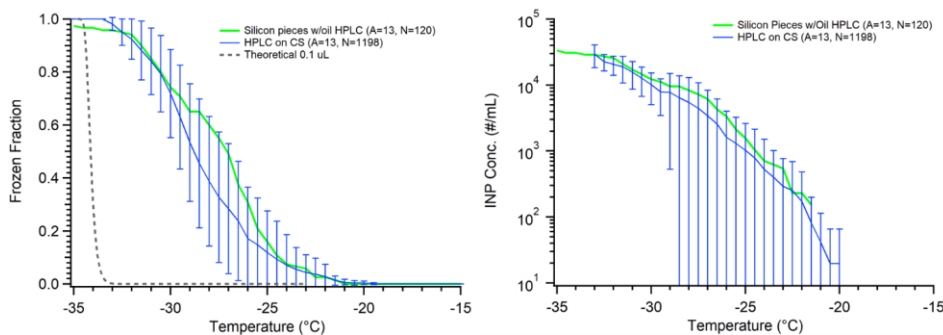 1.0
0.8
0.6
0.4
0.2
0.0
Frozen Fraction
Silicon pieces w/oil HPLC (A=13, N=120)
HPLC on CS (A=13, N=1198)
Theoretical 0.1 uL
-35
-30
-25
-20
-15
Temperature (°C)
10^5
10^4
10^3
10^2
10^1
INP Conc. (#/mL)
Silicon Pieces w/Oil HPLC (A=13, N=120)
HPLC on CS (A=13, N=1198)
-35
-30
-25
-20
-15
Temperature (°C)